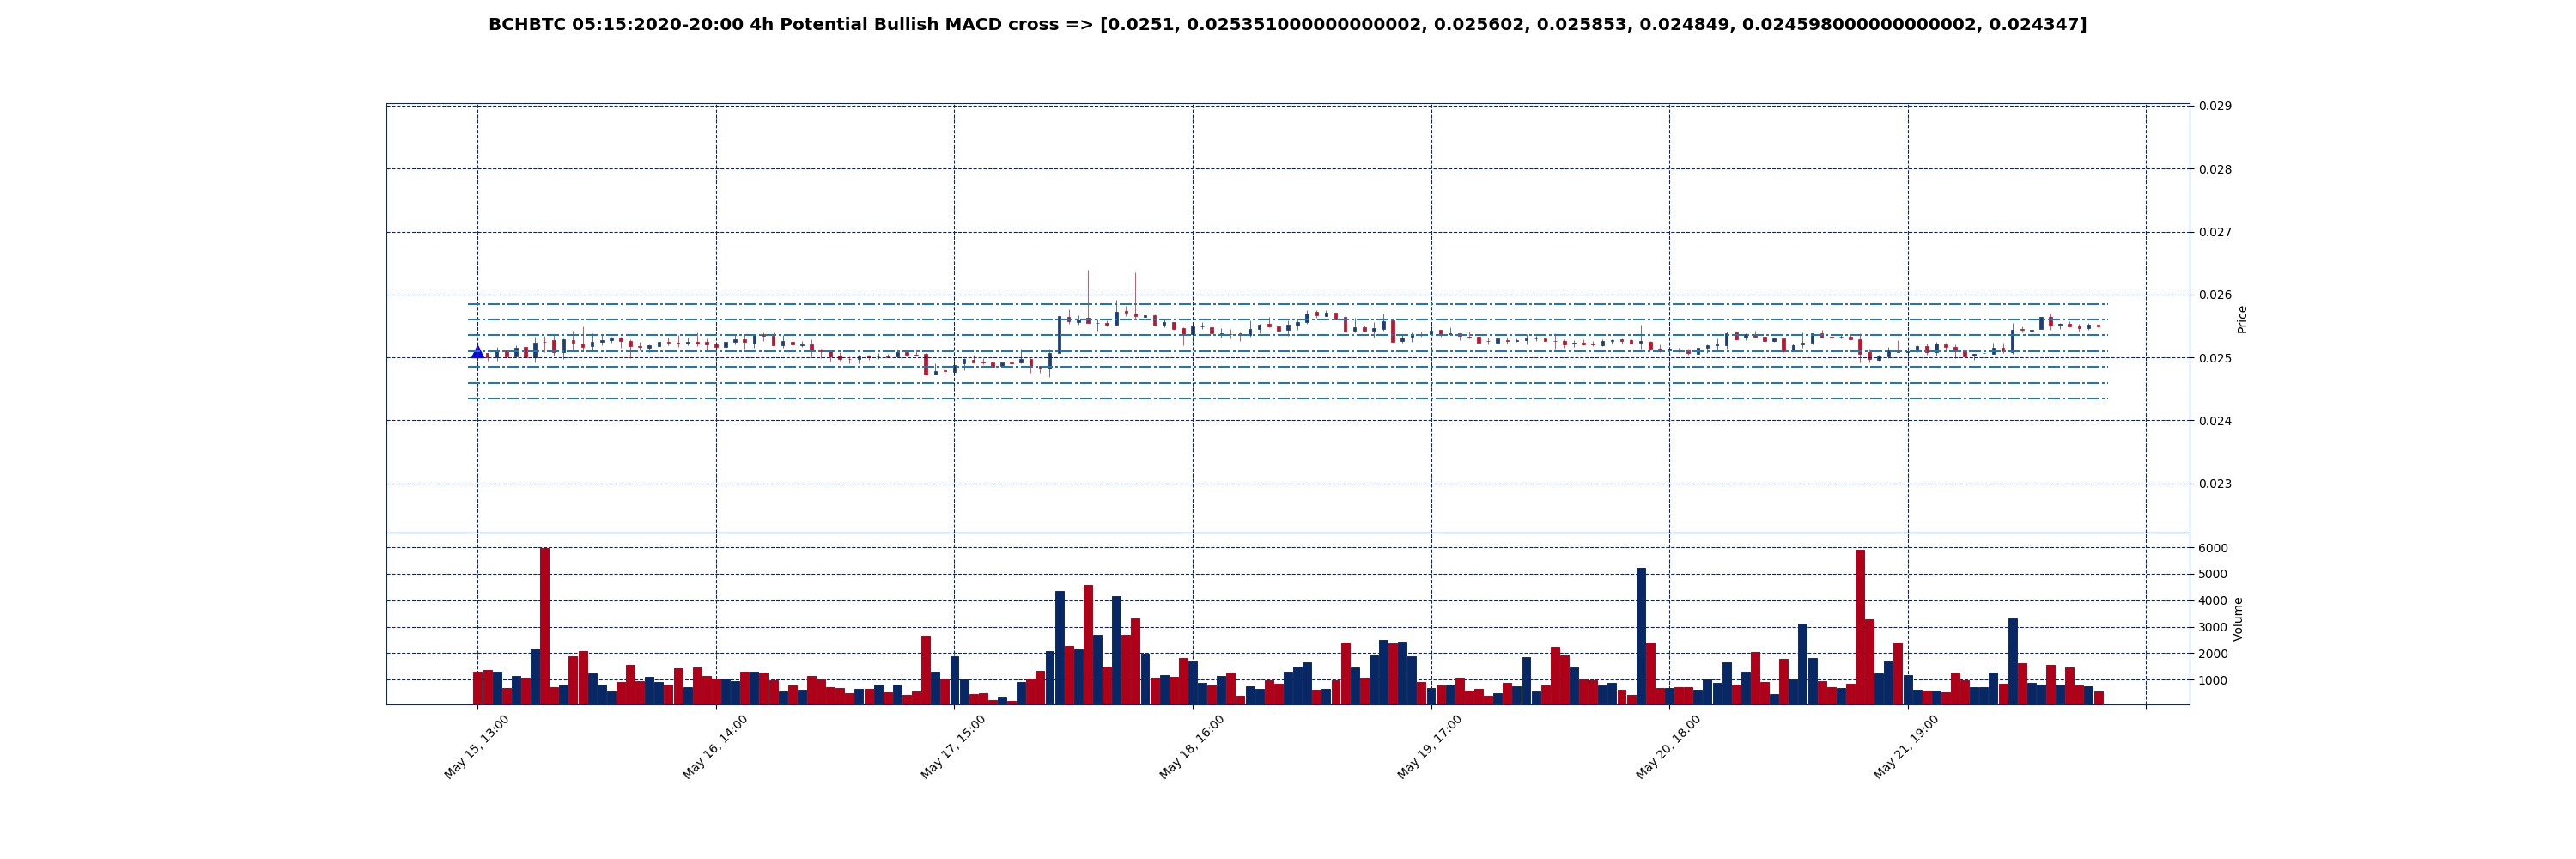 BCHBTC 05:15:2020-20:00 4h Potential Bullish MACD cross => [0.0251, 0.025351000000000002, 0.025602, 0.025853, 0.024849, 0.024598000000000002, 0.024347]
0.029
0.028
0.027
0.026
0.025
0.024
0.023
Price
6000
5000
4000
3000
2000
1000
Volume
May 15, 13:00
May 16, 14:00
May 17, 15:00
May 18, 16:00
May 19, 17:00
May 20, 18:00
May 21, 19:00